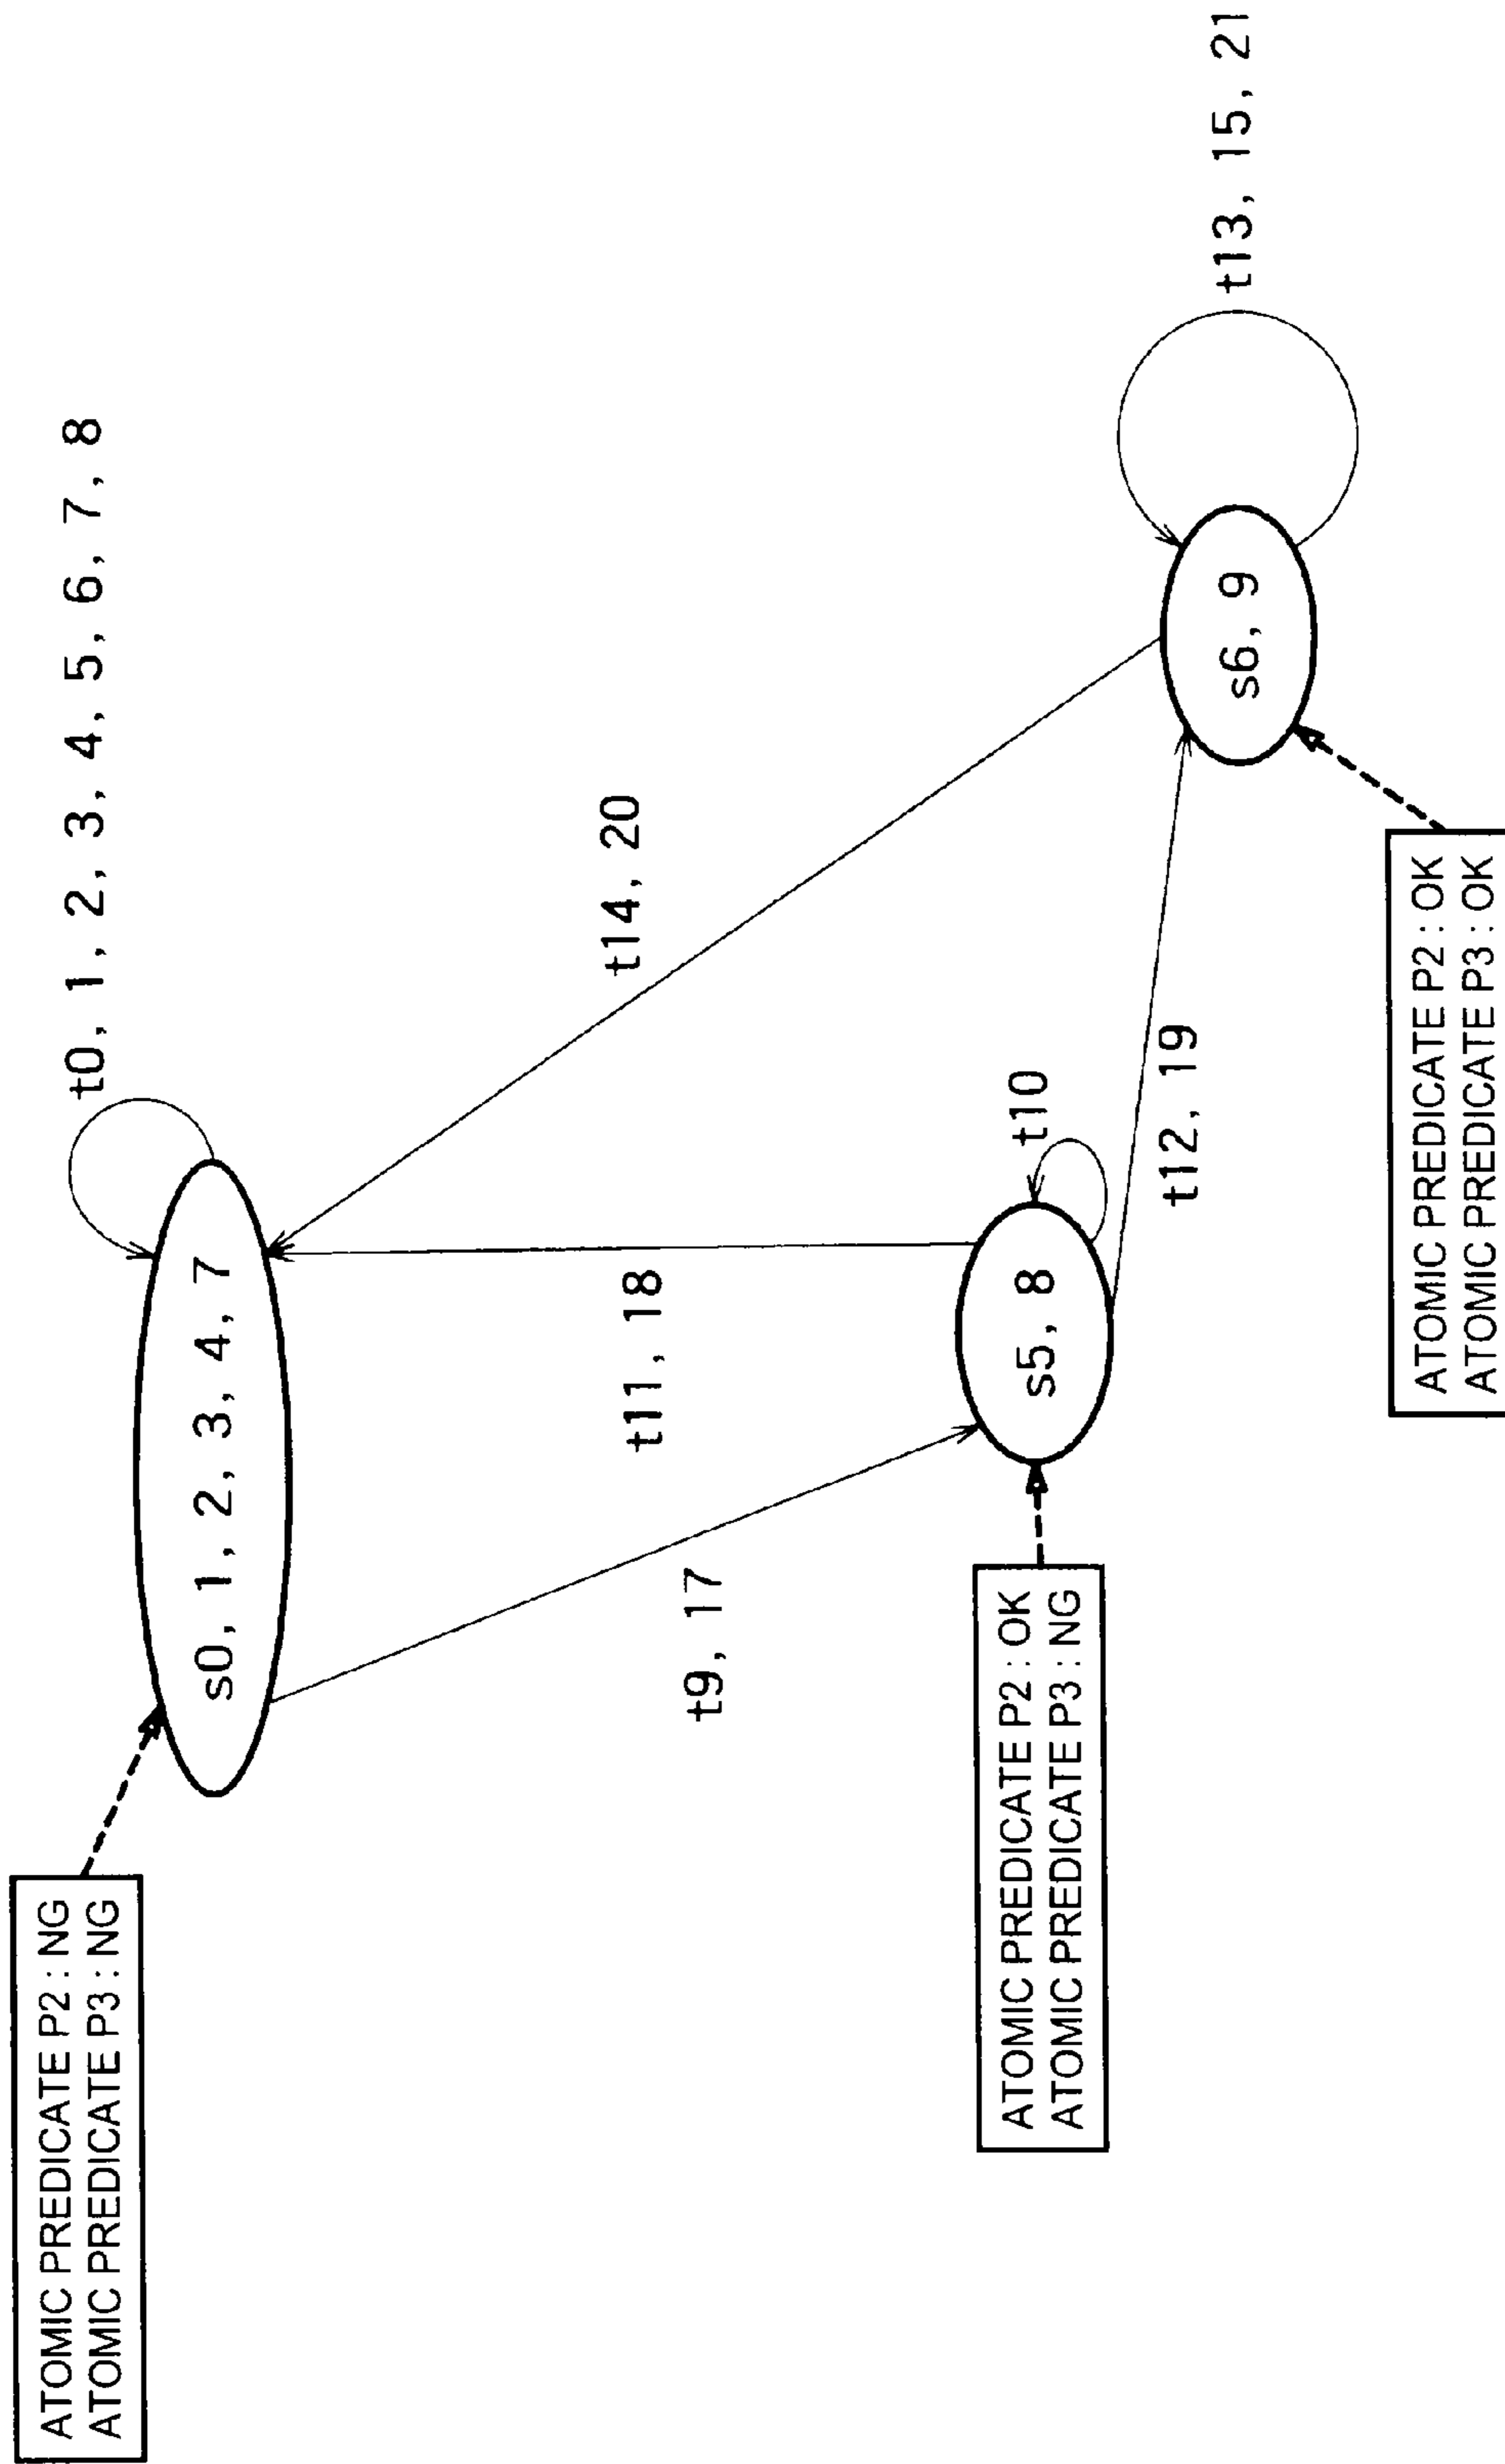 ATOMIC PREDICATE P2 : NG
ATOMIC PREDICATE P3 : NG
s0, 1, 2, 3, 4, 7
t0, 1, 2, 3, 4, 5, 6, 7, 8
t9, 17
t11, 18
t14, 20
ATOMIC PREDICATE P2 : OK
ATOMIC PREDICATE P3 : NG
s5, 8
t10
t12, 19
s6, 9
t13, 15, 21
ATOMIC PREDICATE P2 : OK
ATOMIC PREDICATE P3 : OK